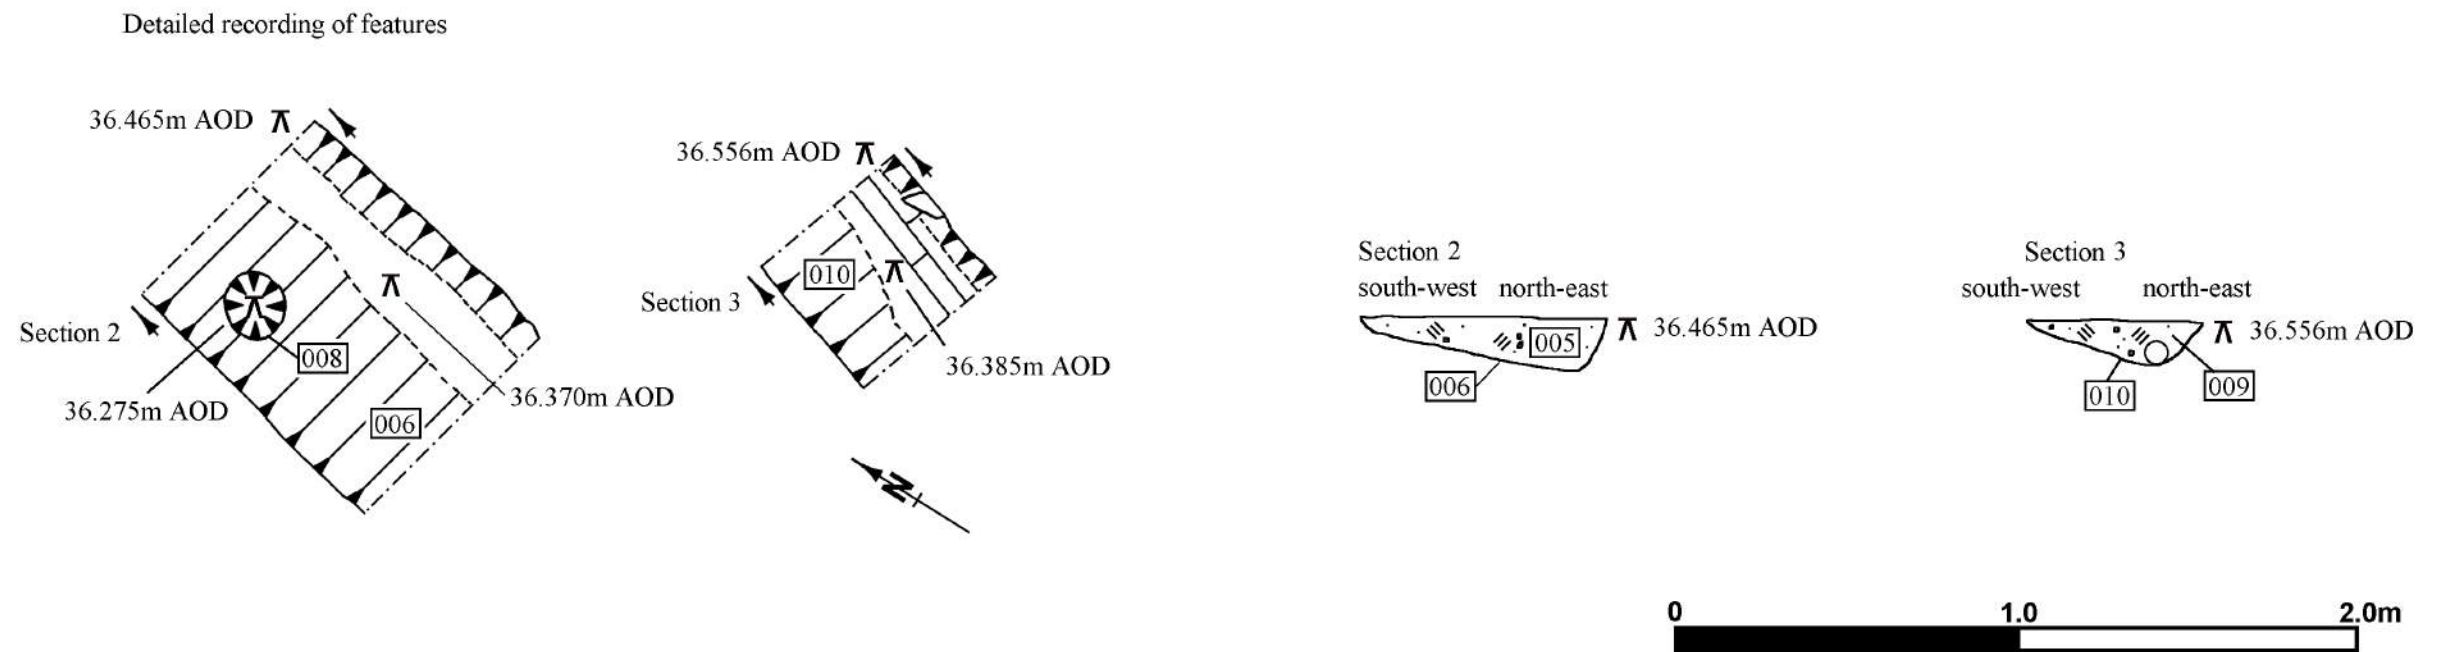 Detailed recording of features
36.465m AOD
36.556m AOD
Section 2
008
36.275m AOD
006
36.370m AOD
Section 3
010
36.385m AOD
N
Section 2
south-west north-east
005
36.465m AOD
006
Section 3
south-west north-east
36.556m AOD
010
009
0 1.0 2.0m